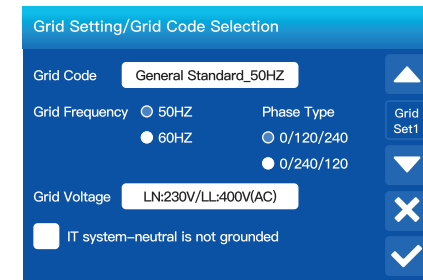 Grid Setting/Grid Code Selection
Grid Code General Standard_50HZ
Grid Frequency 50HZ Phase Type
60HZ 0/120/240
0/240/120
Grid Set1
Grid Voltage LN:230V/LL:400V(AC)
IT system-neutral is not grounded